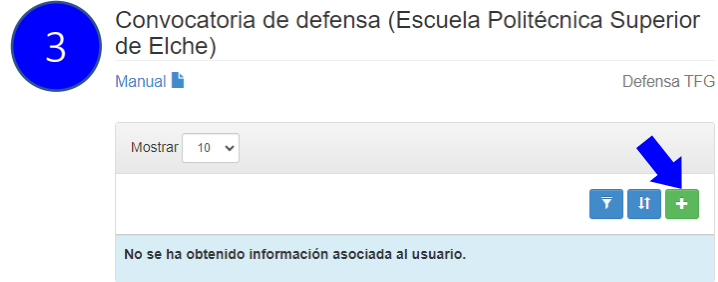 3
Convocatoria de defensa (Escuela Politécnica Superior
de Elche)
Manual
Defensa TFG
Mostrar 10
No se ha obtenido información asociada al usuario.